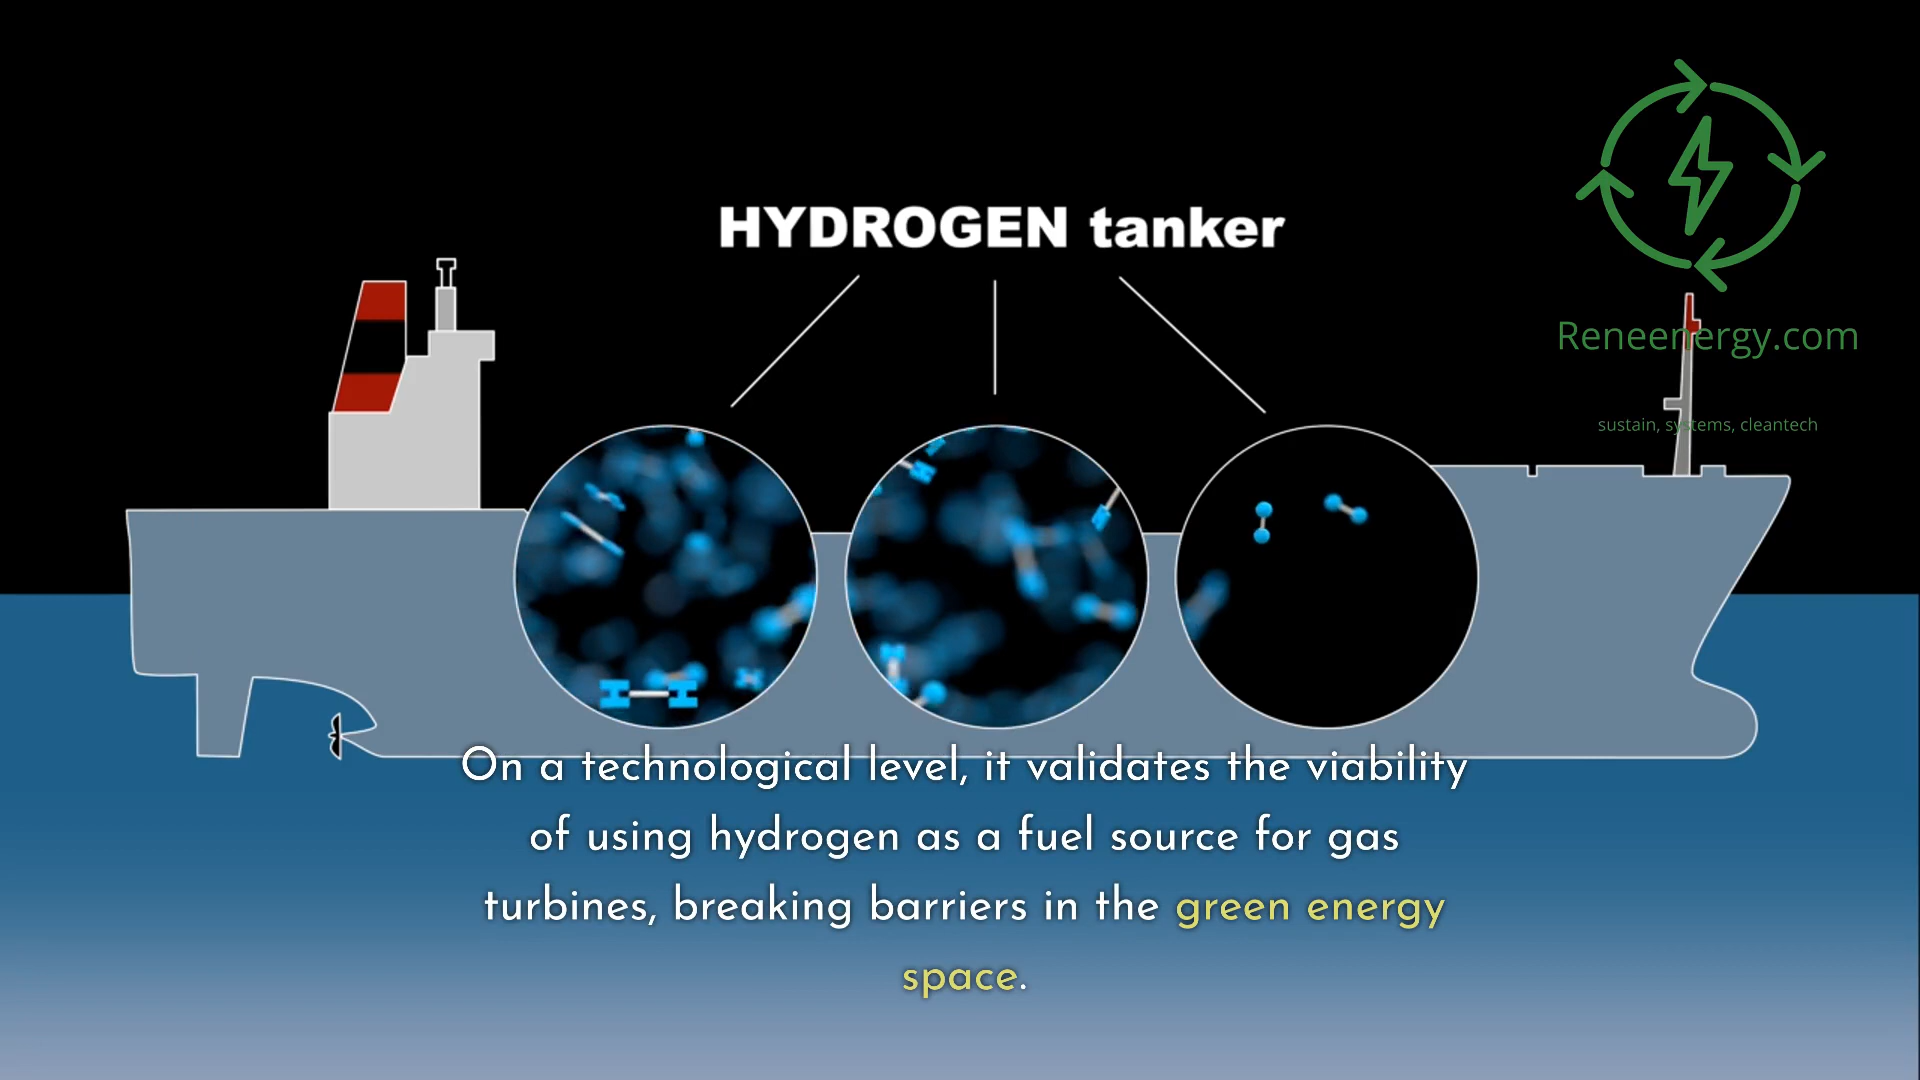 HYDROGEN tanker
Reneenergy.com
sustain, systems, cleantech
On a technological level, it validates the viability
of using hydrogen as a fuel source for gas
turbines, breaking barriers in the green energy
space.